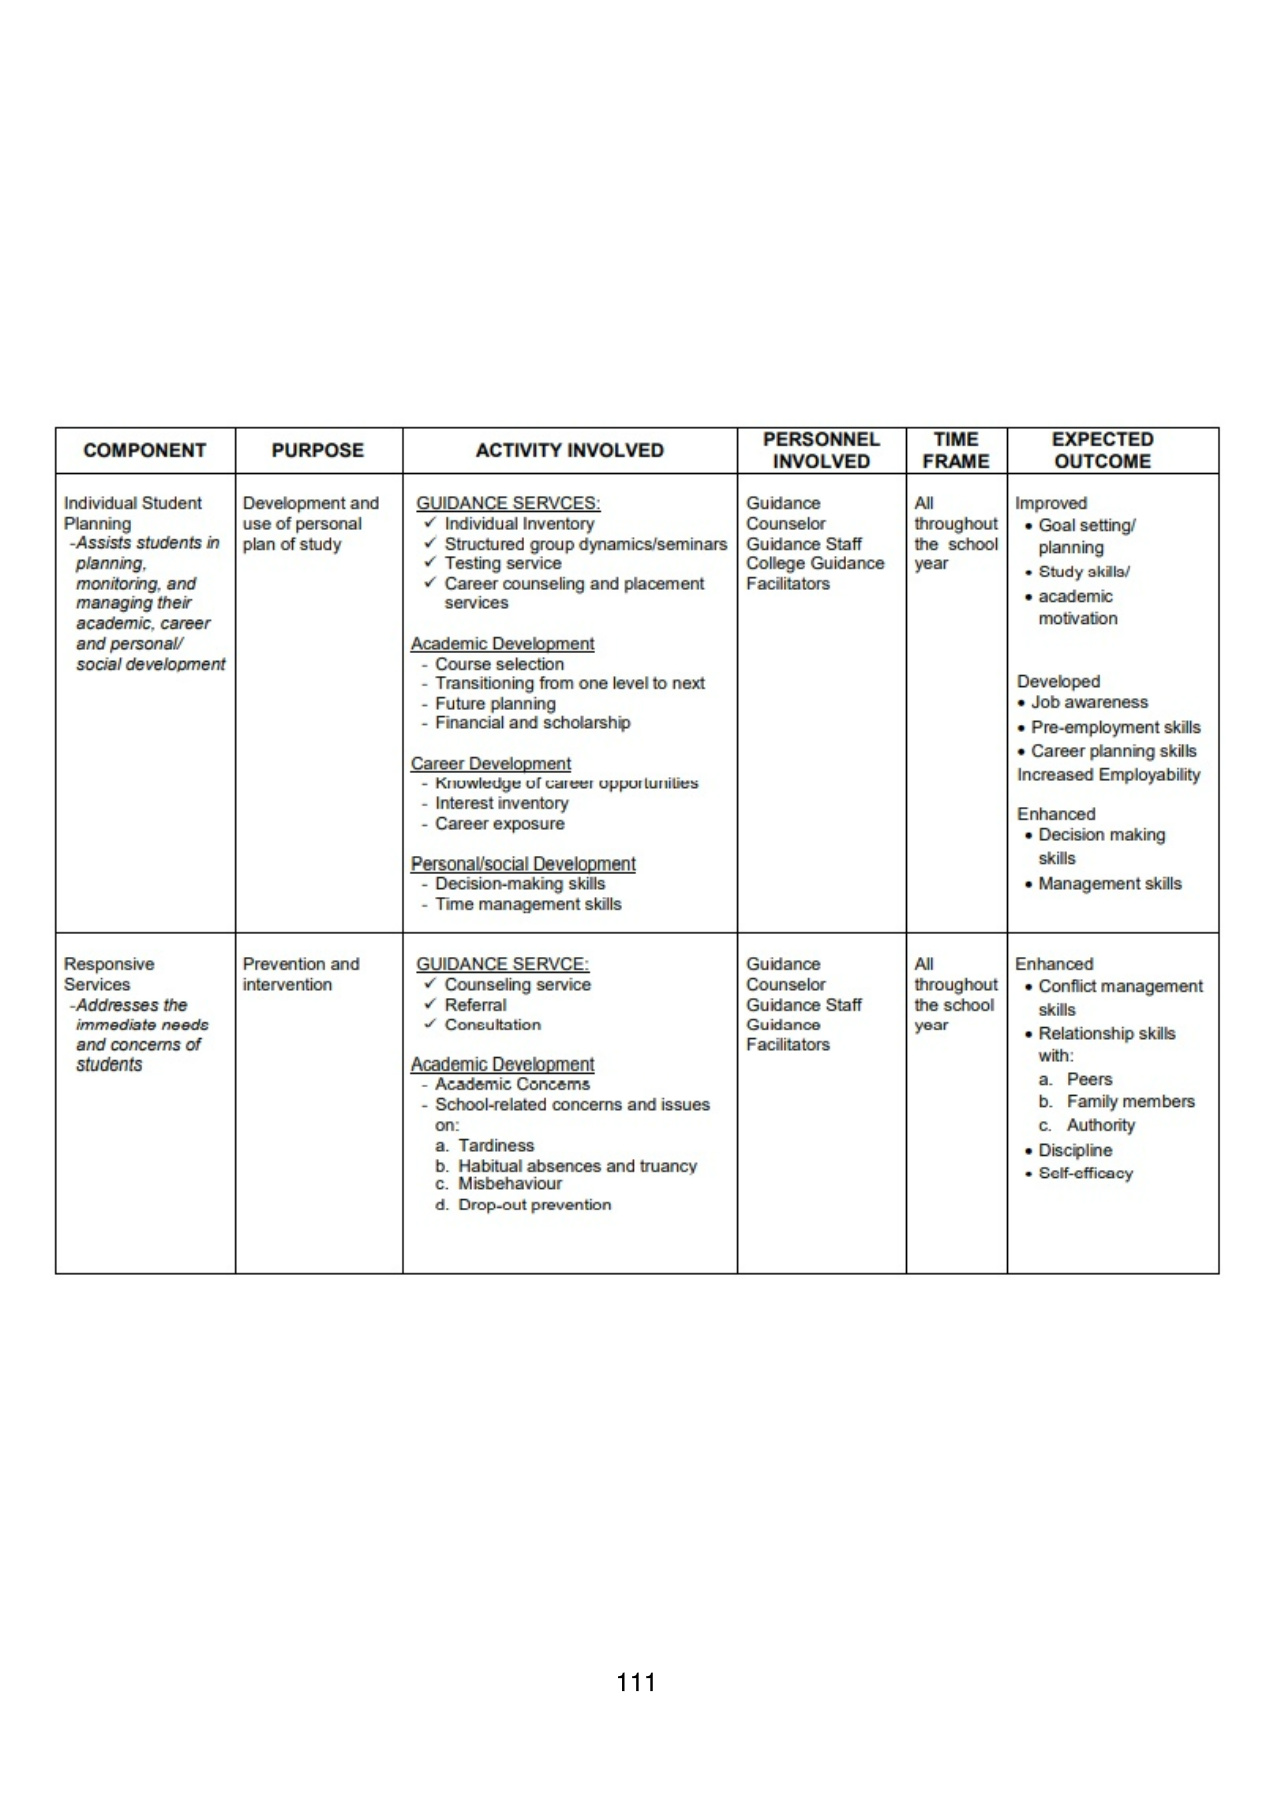 COMPONENT
PURPOSE
ACTIVITY INVOLVED
PERSONNEL
INVOLVED
TIME
FRAME
EXPECTED
OUTCOME
Individual Student
Planning
-Assists students in
planning,
monitoring, and
managing their
academic, career
and personal/
social development
Development and
use of personal
plan of study
GUIDANCE SERVCES:
✓ Individual Inventory
✓ Structured group dynamics/seminars
✓ Testing service
✓ Career counseling and placement
services
Academic Development
- Course selection
- Transitioning from one level to next
- Future planning
- Financial and scholarship
Career Development
- Knowledge of career opportunities
- Interest inventory
- Career exposure
Personal/social Development
- Decision-making skills
- Time management skills
Guidance
Counselor
Guidance Staff
College Guidance
Facilitators
All
throughout
the school
year
Improved
• Goal setting/
planning
• Study skills/
• academic
motivation
Developed
• Job awareness
• Pre-employment skills
• Career planning skills
Increased Employability
Enhanced
• Decision making
skills
• Management skills
Responsive
Services
-Addresses the
immediate needs
and concerns of
students
Prevention and
intervention
GUIDANCE SERVCE:
✓ Counseling service
✓ Referral
✓ Consultation
Academic Development
- Academic Concerns
- School-related concerns and issues
on:
a. Tardiness
b. Habitual absences and truancy
c. Misbehaviour
d. Drop-out prevention
Guidance
Counselor
Guidance Staff
Guidance
Facilitators
All
throughout
the school
year
Enhanced
• Conflict management
skills
• Relationship skills
with:
a. Peers
b. Family members
c. Authority
• Discipline
• Self-efficacy
111